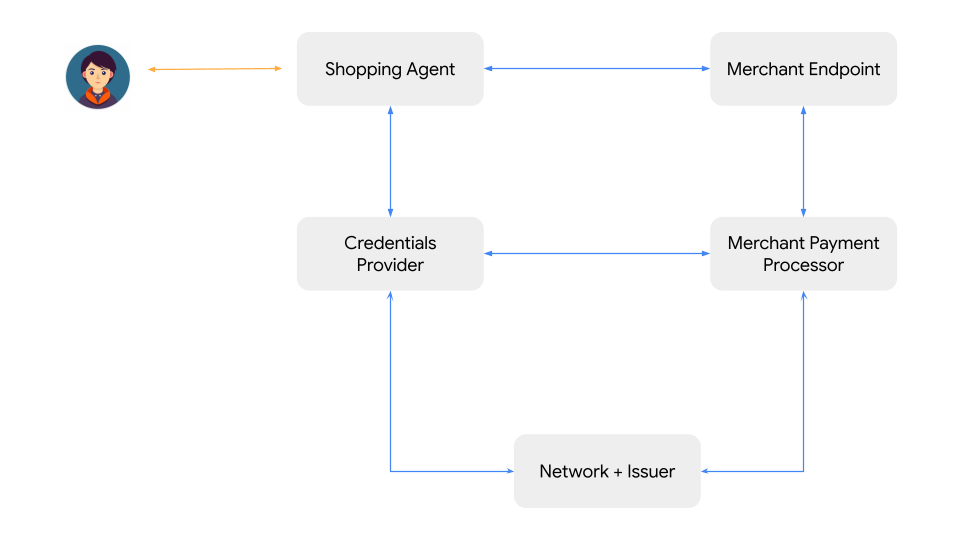 Shopping Agent
Merchant Endpoint
Credentials
Provider
Merchant Payment
Processor
Network + Issuer